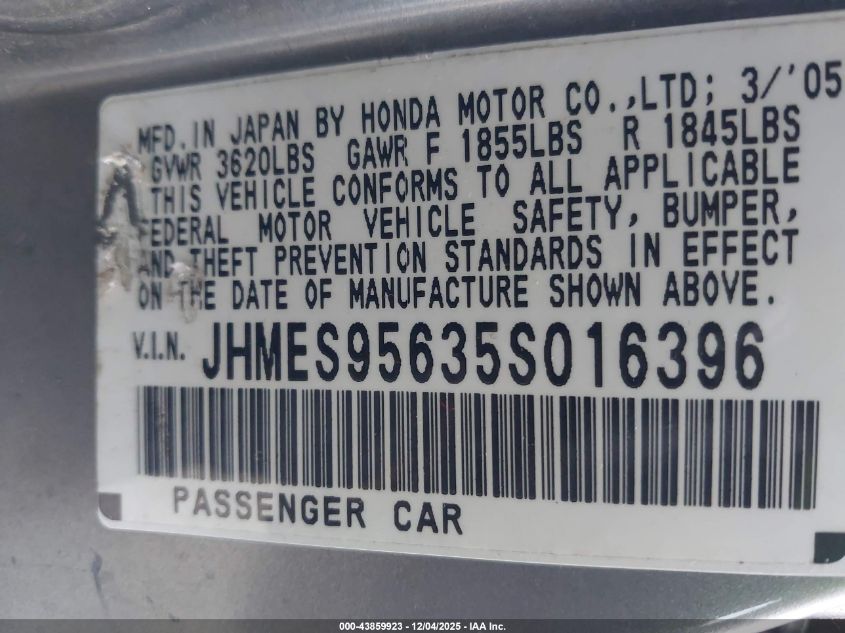 MFD. IN JAPAN BY HONDA MOTOR CO.,LTD; 3/'05
GVWR 3620LBS GAWR F 1855LBS R 1845LBS
THIS VEHICLE CONFORMS TO ALL APPLICABLE
FEDERAL MOTOR VEHICLE SAFETY, BUMPER,
AND THEFT PREVENTION STANDARDS IN EFFECT
ON THE DATE OF MANUFACTURE SHOWN ABOVE.
V.I.N. JHMES95635S016396
PASSENGER CAR
000-43859923 - 12/04/2025 - IAA Inc.